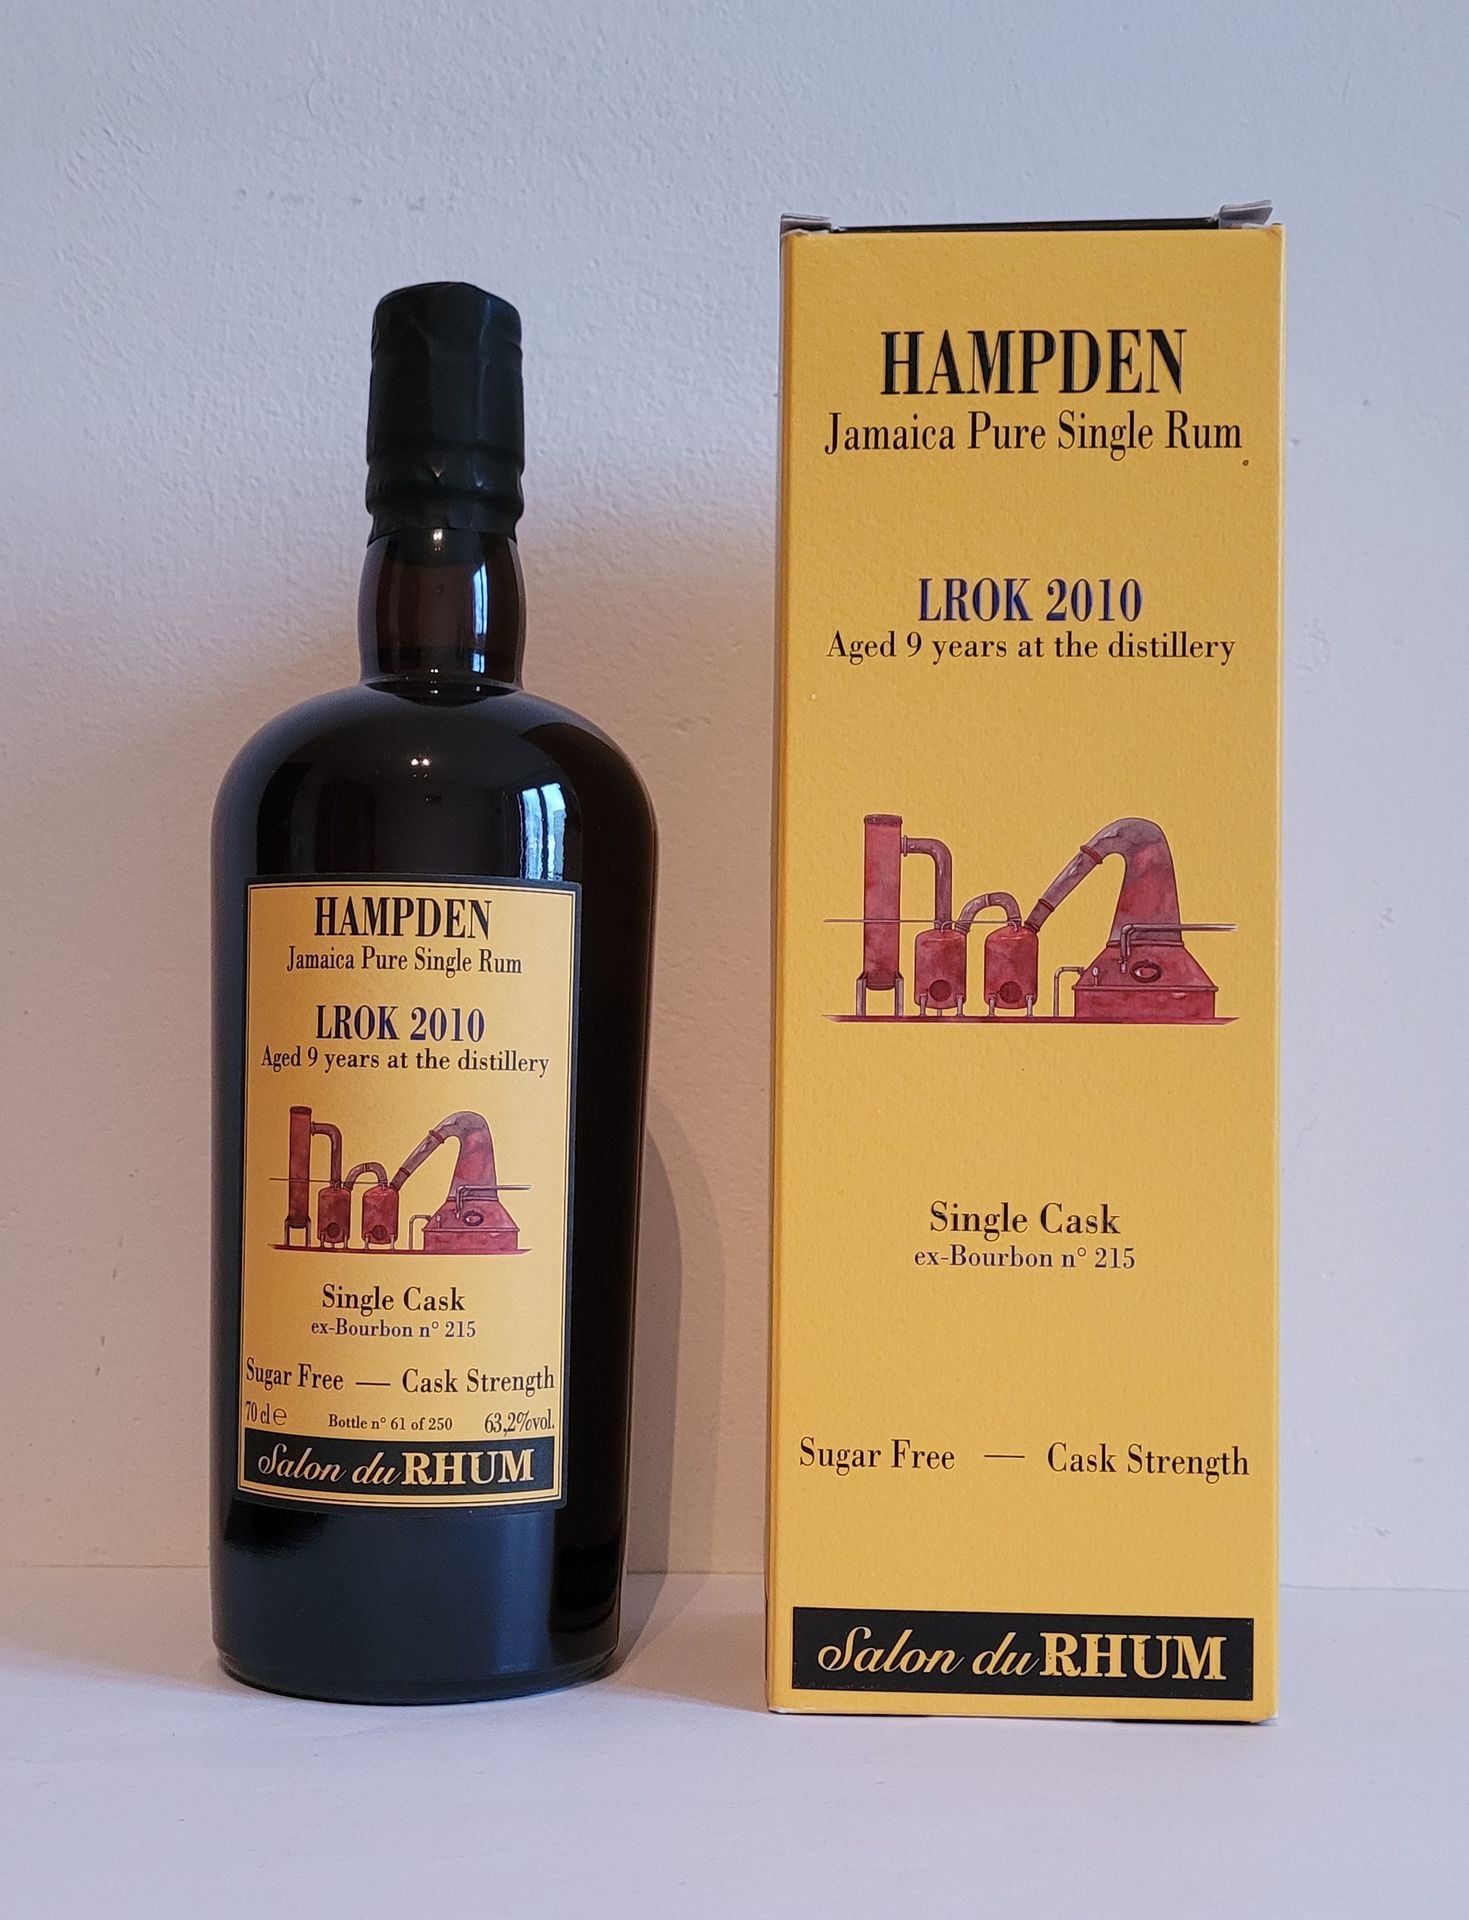 HAMPDEN
Jamaica Pure Single Rum
LROK 2010
Aged 9 years at the distillery
Single Cask
ex-Bourbon n° 215
Sugar Free — Cask Strength
70 cl ℮ Bottle n° 61 of 250 63,2%vol.
Salon du RHUM
HAMPDEN
Jamaica Pure Single Rum
LROK 2010
Aged 9 years at the distillery
Single Cask
ex-Bourbon n° 215
Sugar Free — Cask Strength
Salon du RHUM